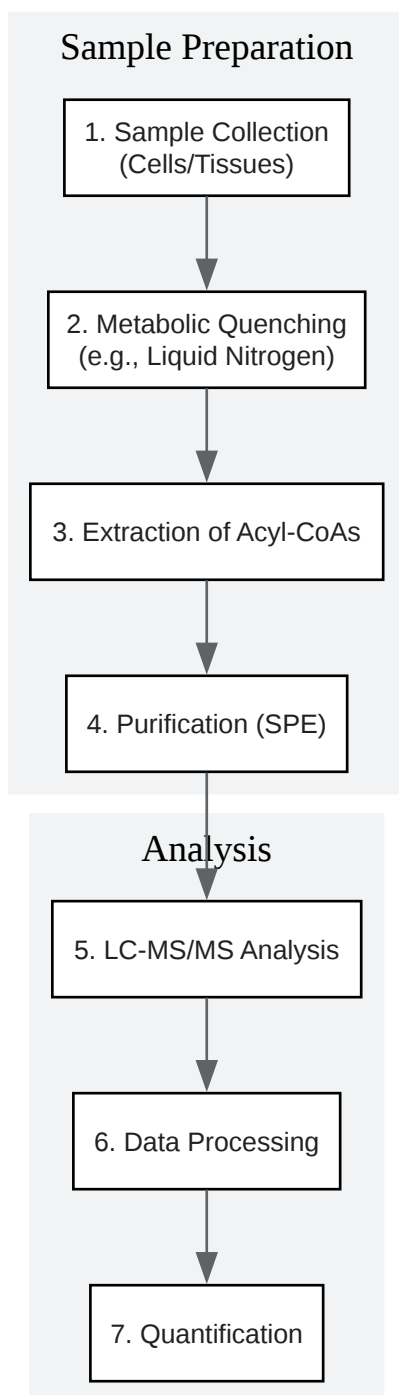 Sample Preparation
1. Sample Collection
(Cells/Tissues)
2. Metabolic Quenching
(e.g., Liquid Nitrogen)
3. Extraction of Acyl-CoAs
4. Purification (SPE)
Analysis
5. LC-MS/MS Analysis
6. Data Processing
7. Quantification